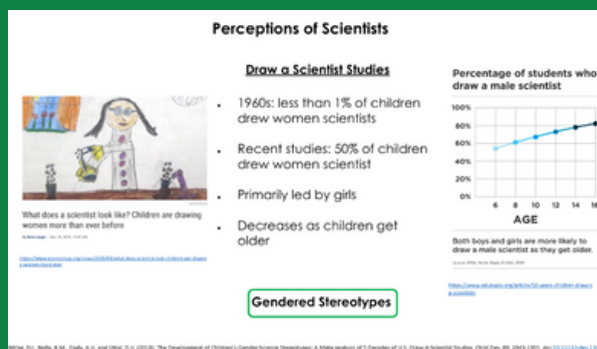 Perceptions of Scientists
Draw a Scientist Studies
• 1960s: less than 1% of children
drew women scientists
• Recent studies: 50% of children
drew women scientist
• Primarily led by girls
• Decreases as children get
older
What does a scientist look like? Children are drawing
women more than ever before
Percentage of students who
draw a male scientist
100%
80%
60%
40%
20%
0%
6 8 10 12 14 16
AGE
Both boys and girls are more likely to
draw a male scientist as they get older.
Gendered Stereotypes